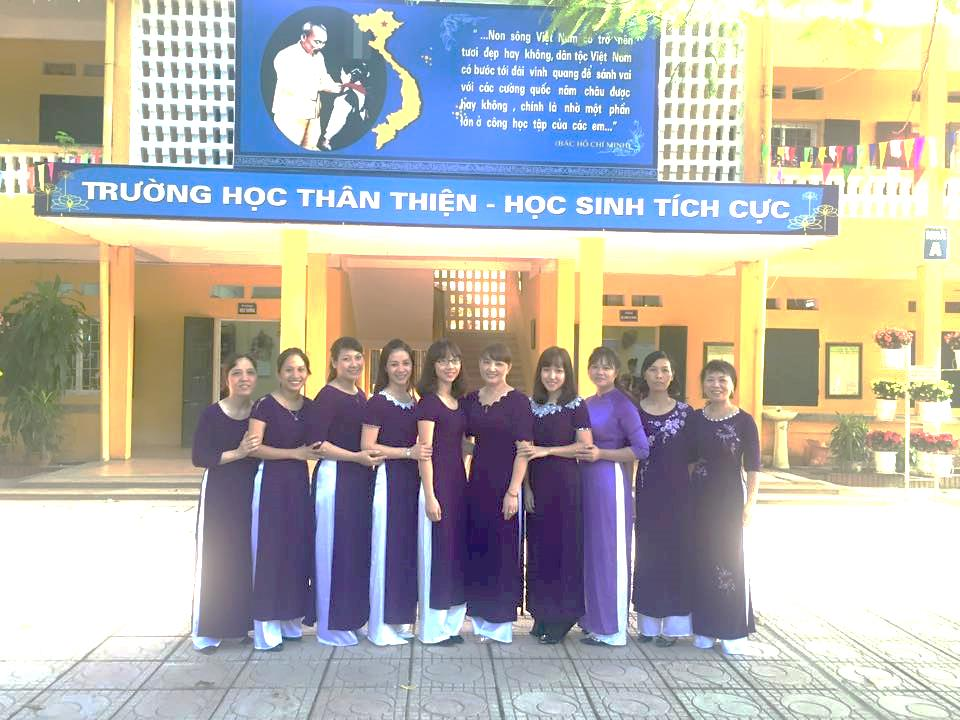 "...Non sông Việt Nam có trở nên
tươi đẹp hay không, dân tộc Việt Nam
có bước tới đài vinh quang để sánh vai
với các cường quốc năm châu được
hay không , chính là nhờ một phần
lớn ở công học tập của các em..."
(BÁC HỒ CHÍ MINH)
TRƯỜNG HỌC THÂN THIỆN - HỌC SINH TÍCH CỰC
NHÀ
A